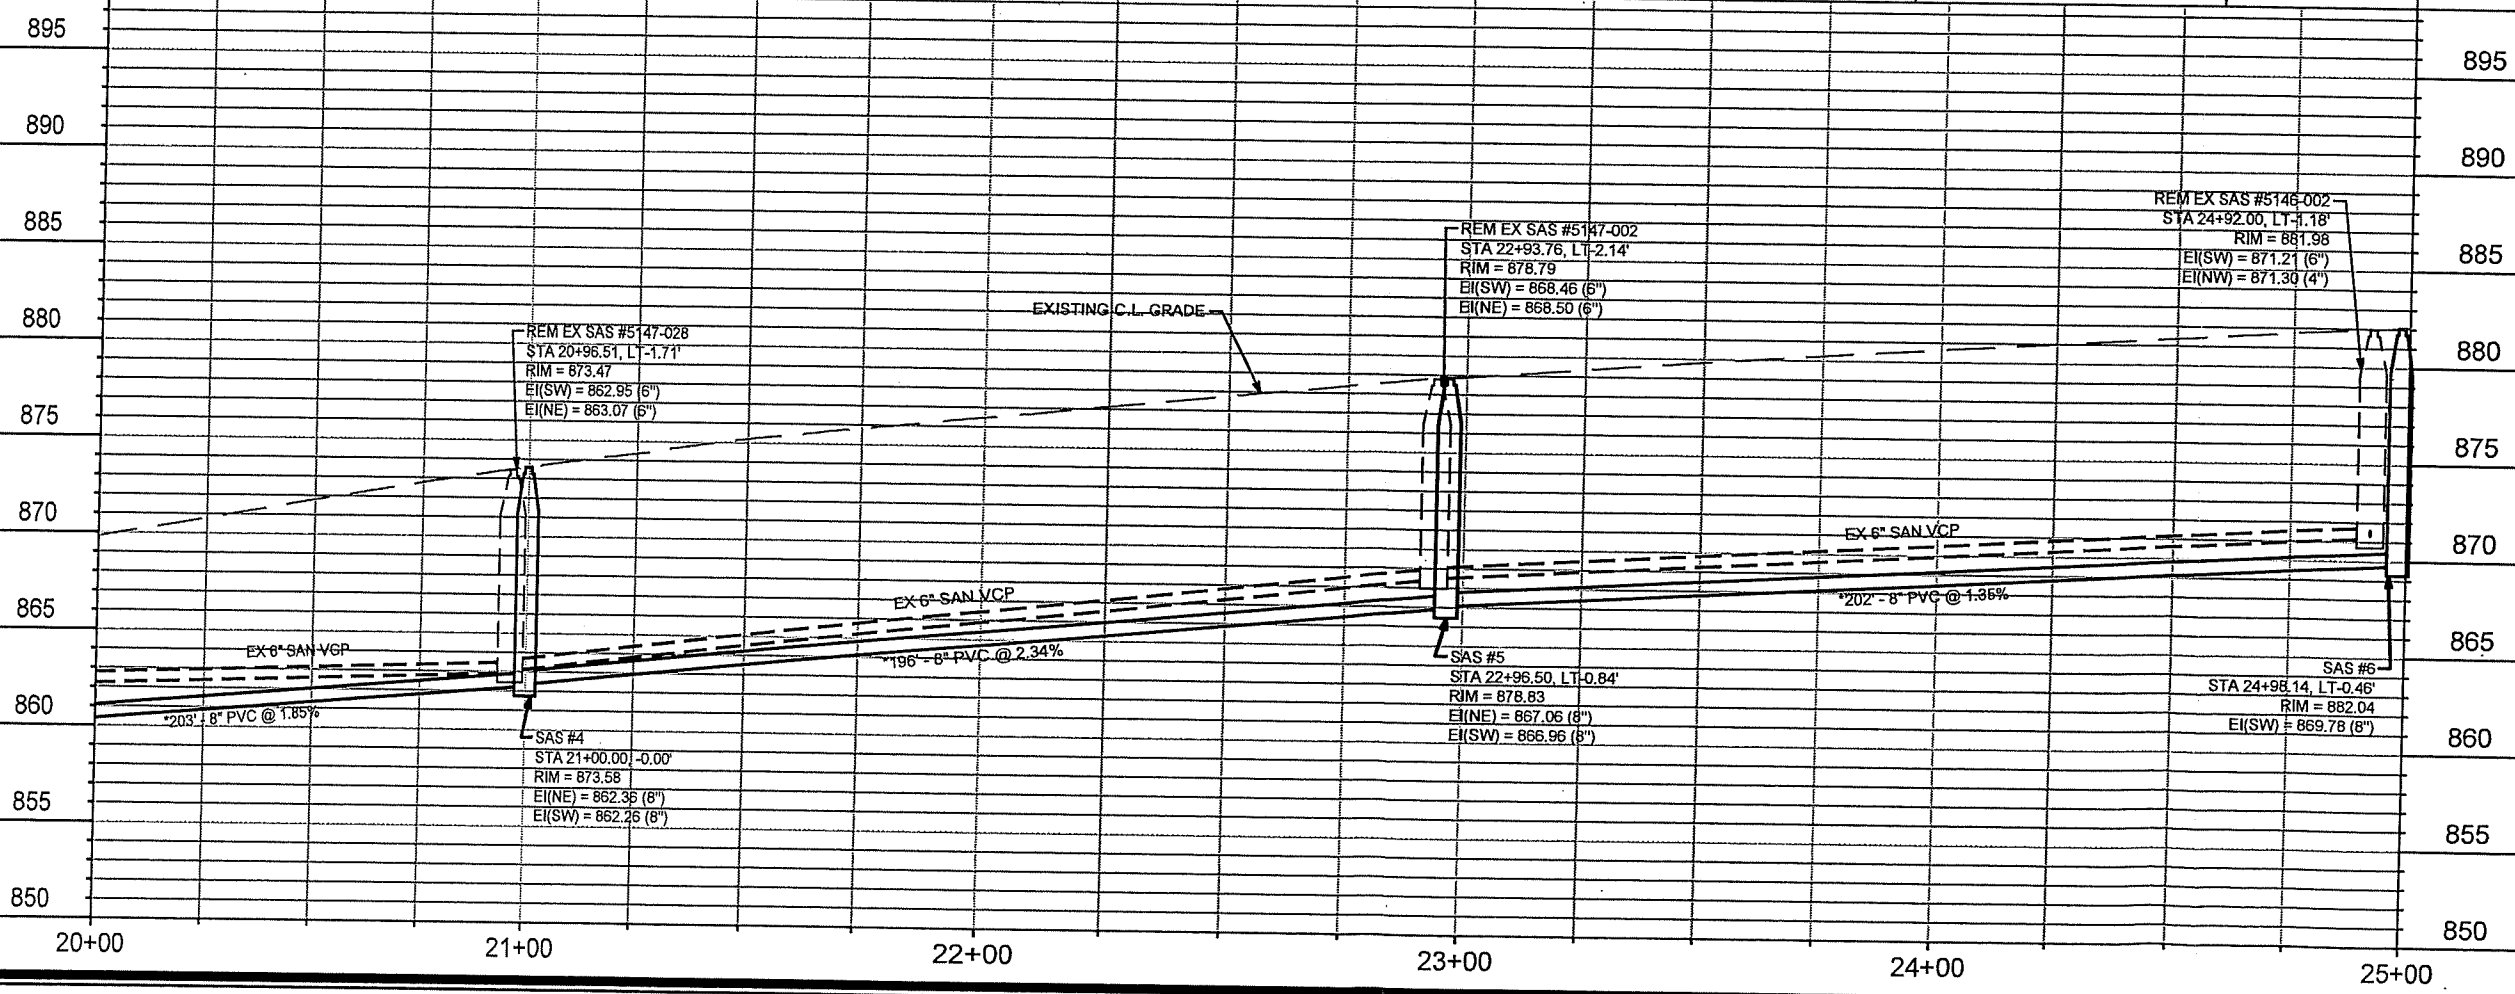 895
890
885
880
875
870
865
860
855
850
895
890
885
880
875
870
865
860
855
850
REM EX SAS #5147-028
STA 20+96.51, LT-1.71'
RIM = 873.47
EI(SW) = 862.95 (6")
EI(NE) = 863.07 (6")
EXISTING C.L. GRADE
REM EX SAS #5147-002
STA 22+93.76, LT-2.14'
RIM = 878.79
EI(SW) = 868.46 (6")
EI(NE) = 868.50 (6")
REM EX SAS #5146-002
STA 24+92.00, LT-1.18'
RIM = 881.98
EI(SW) = 871.21 (6")
EI(NW) = 871.30 (4")
EX 6" SAN VCP
EX 6" SAN VCP
EX 6" SAN VCP
*203' - 8" PVC @ 1.85%
*196' - 8" PVC @ 2.34%
*202' - 8" PVC @ 1.35%
SAS #4
STA 21+00.00, -0.00'
RIM = 873.58
EI(NE) = 862.36 (8")
EI(SW) = 862.26 (8")
SAS #5
STA 22+96.50, LT-0.84'
RIM = 878.83
EI(NE) = 867.06 (8")
EI(SW) = 866.96 (8")
SAS #6
STA 24+98.14, LT-0.46'
RIM = 882.04
EI(SW) = 869.78 (8")
20+00
21+00
22+00
23+00
24+00
25+00